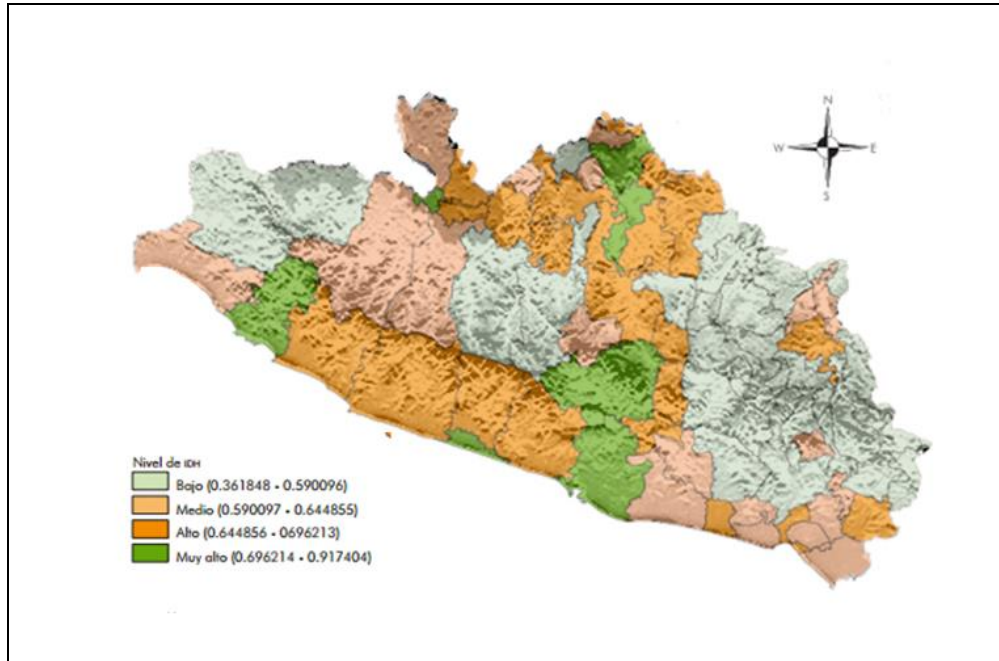 N
W E
S
Nivel de IDH
Bajo (0.361848 - 0.590096)
Medio (0.590097 - 0.644855)
Alto (0.644856 - 0696213)
Muy alto (0.696214 - 0.917404)